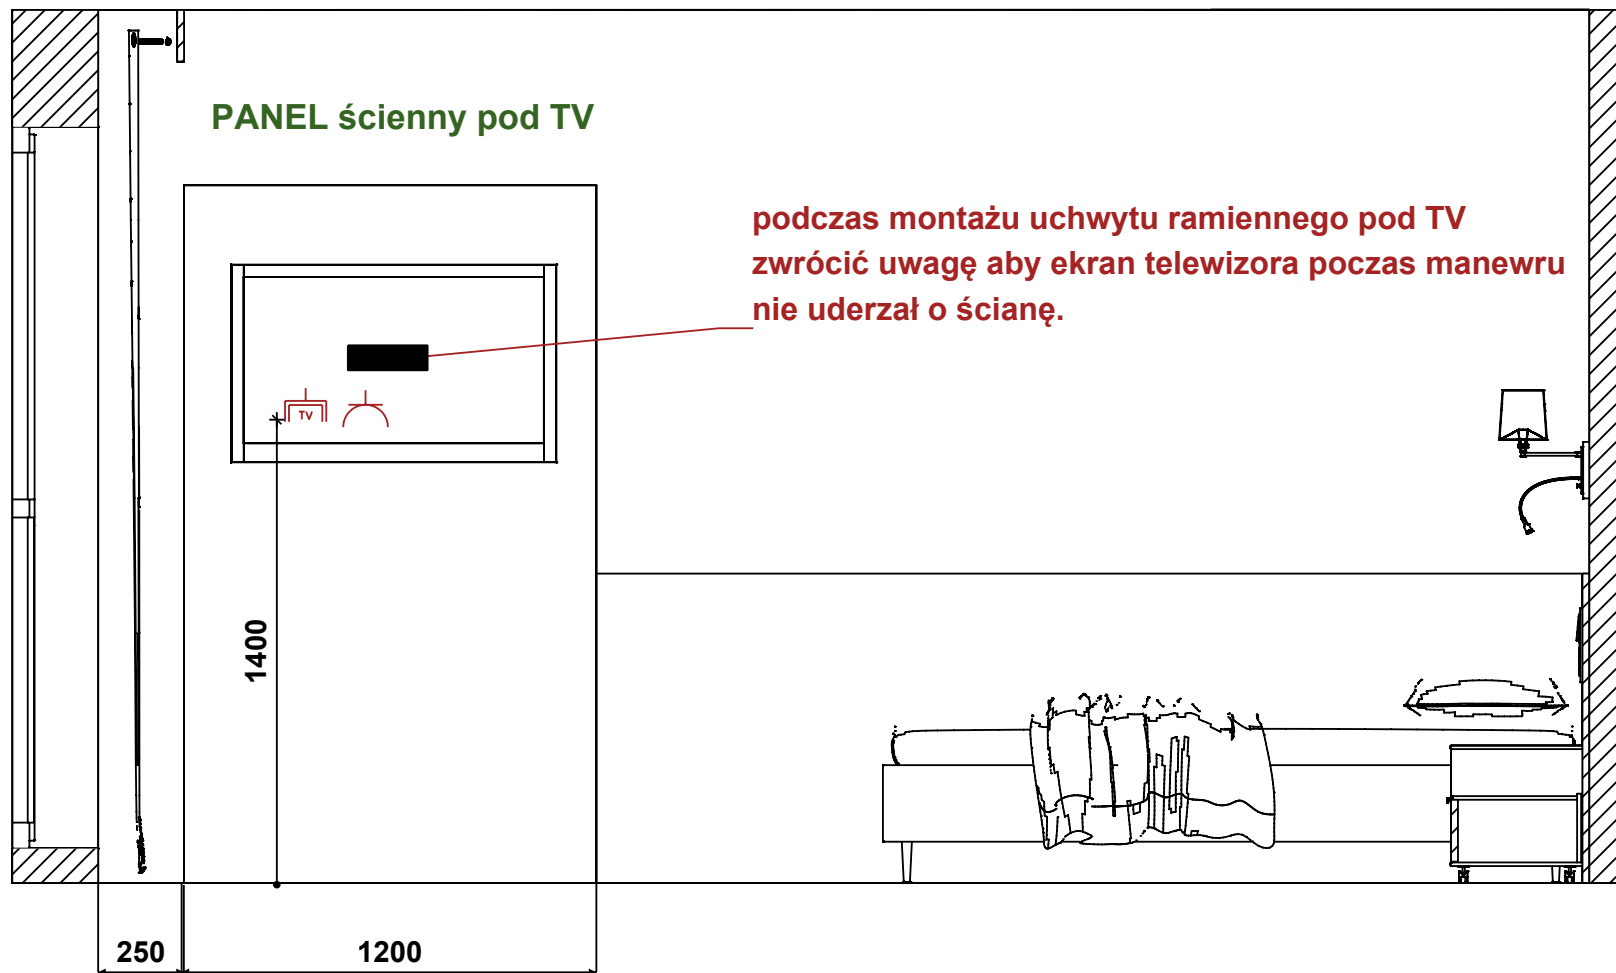 PANEL ścienny pod TV
podczas montażu uchwytu ramiennego pod TV
zwrócić uwagę aby ekran telewizora poczas manewru
nie uderzał o ścianę.
TV
1400
250
1200